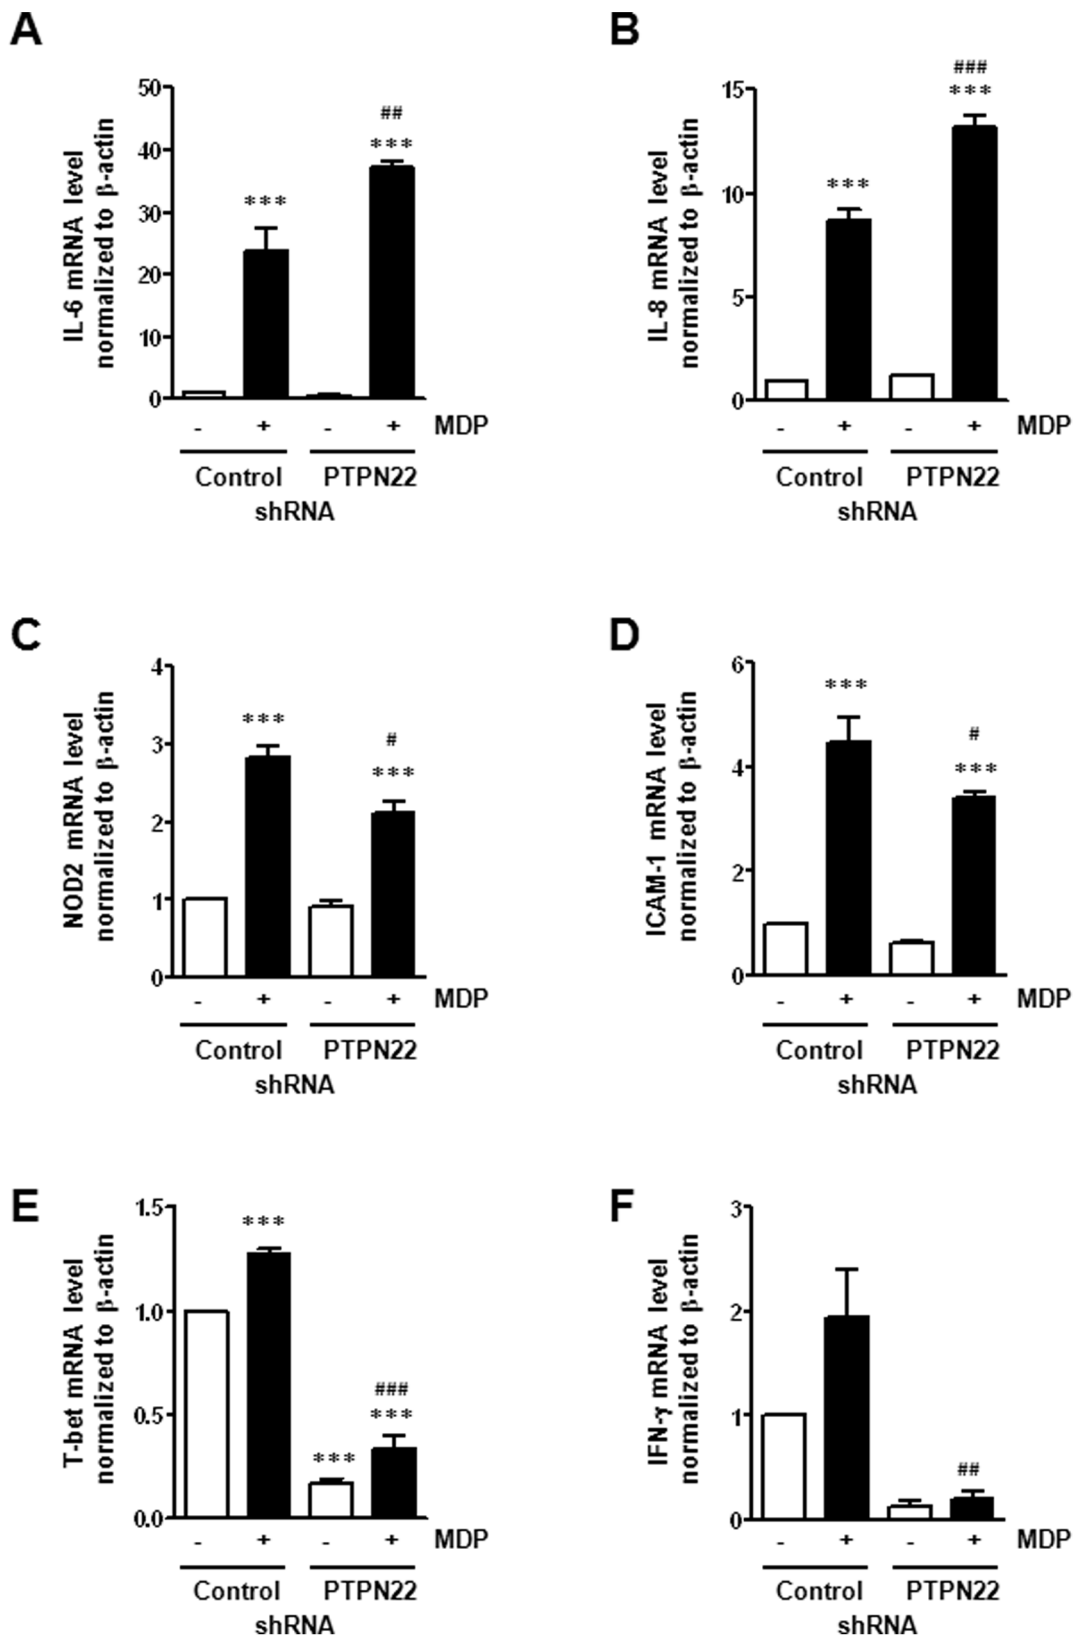 A
IL-6 mRNA level
normalized to β-actin
50
40
30
20
10
0
***
##
***
- + - + MDP
Control PTPN22
shRNA
B
IL-8 mRNA level
normalized to β-actin
15
10
5
0
***
###
***
- + - + MDP
Control PTPN22
shRNA
C
NOD2 mRNA level
normalized to β-actin
4
3
2
1
0
***
#
***
- + - + MDP
Control PTPN22
shRNA
D
ICAM-1 mRNA level
normalized to β-actin
6
4
2
0
***
#
***
- + - + MDP
Control PTPN22
shRNA
E
T-bet mRNA level
normalized to β-actin
1.5
1.0
0.5
0.0
***
***
###
***
- + - + MDP
Control PTPN22
shRNA
F
IFN-γ mRNA level
normalized to β-actin
3
2
1
0
##
- + - + MDP
Control PTPN22
shRNA